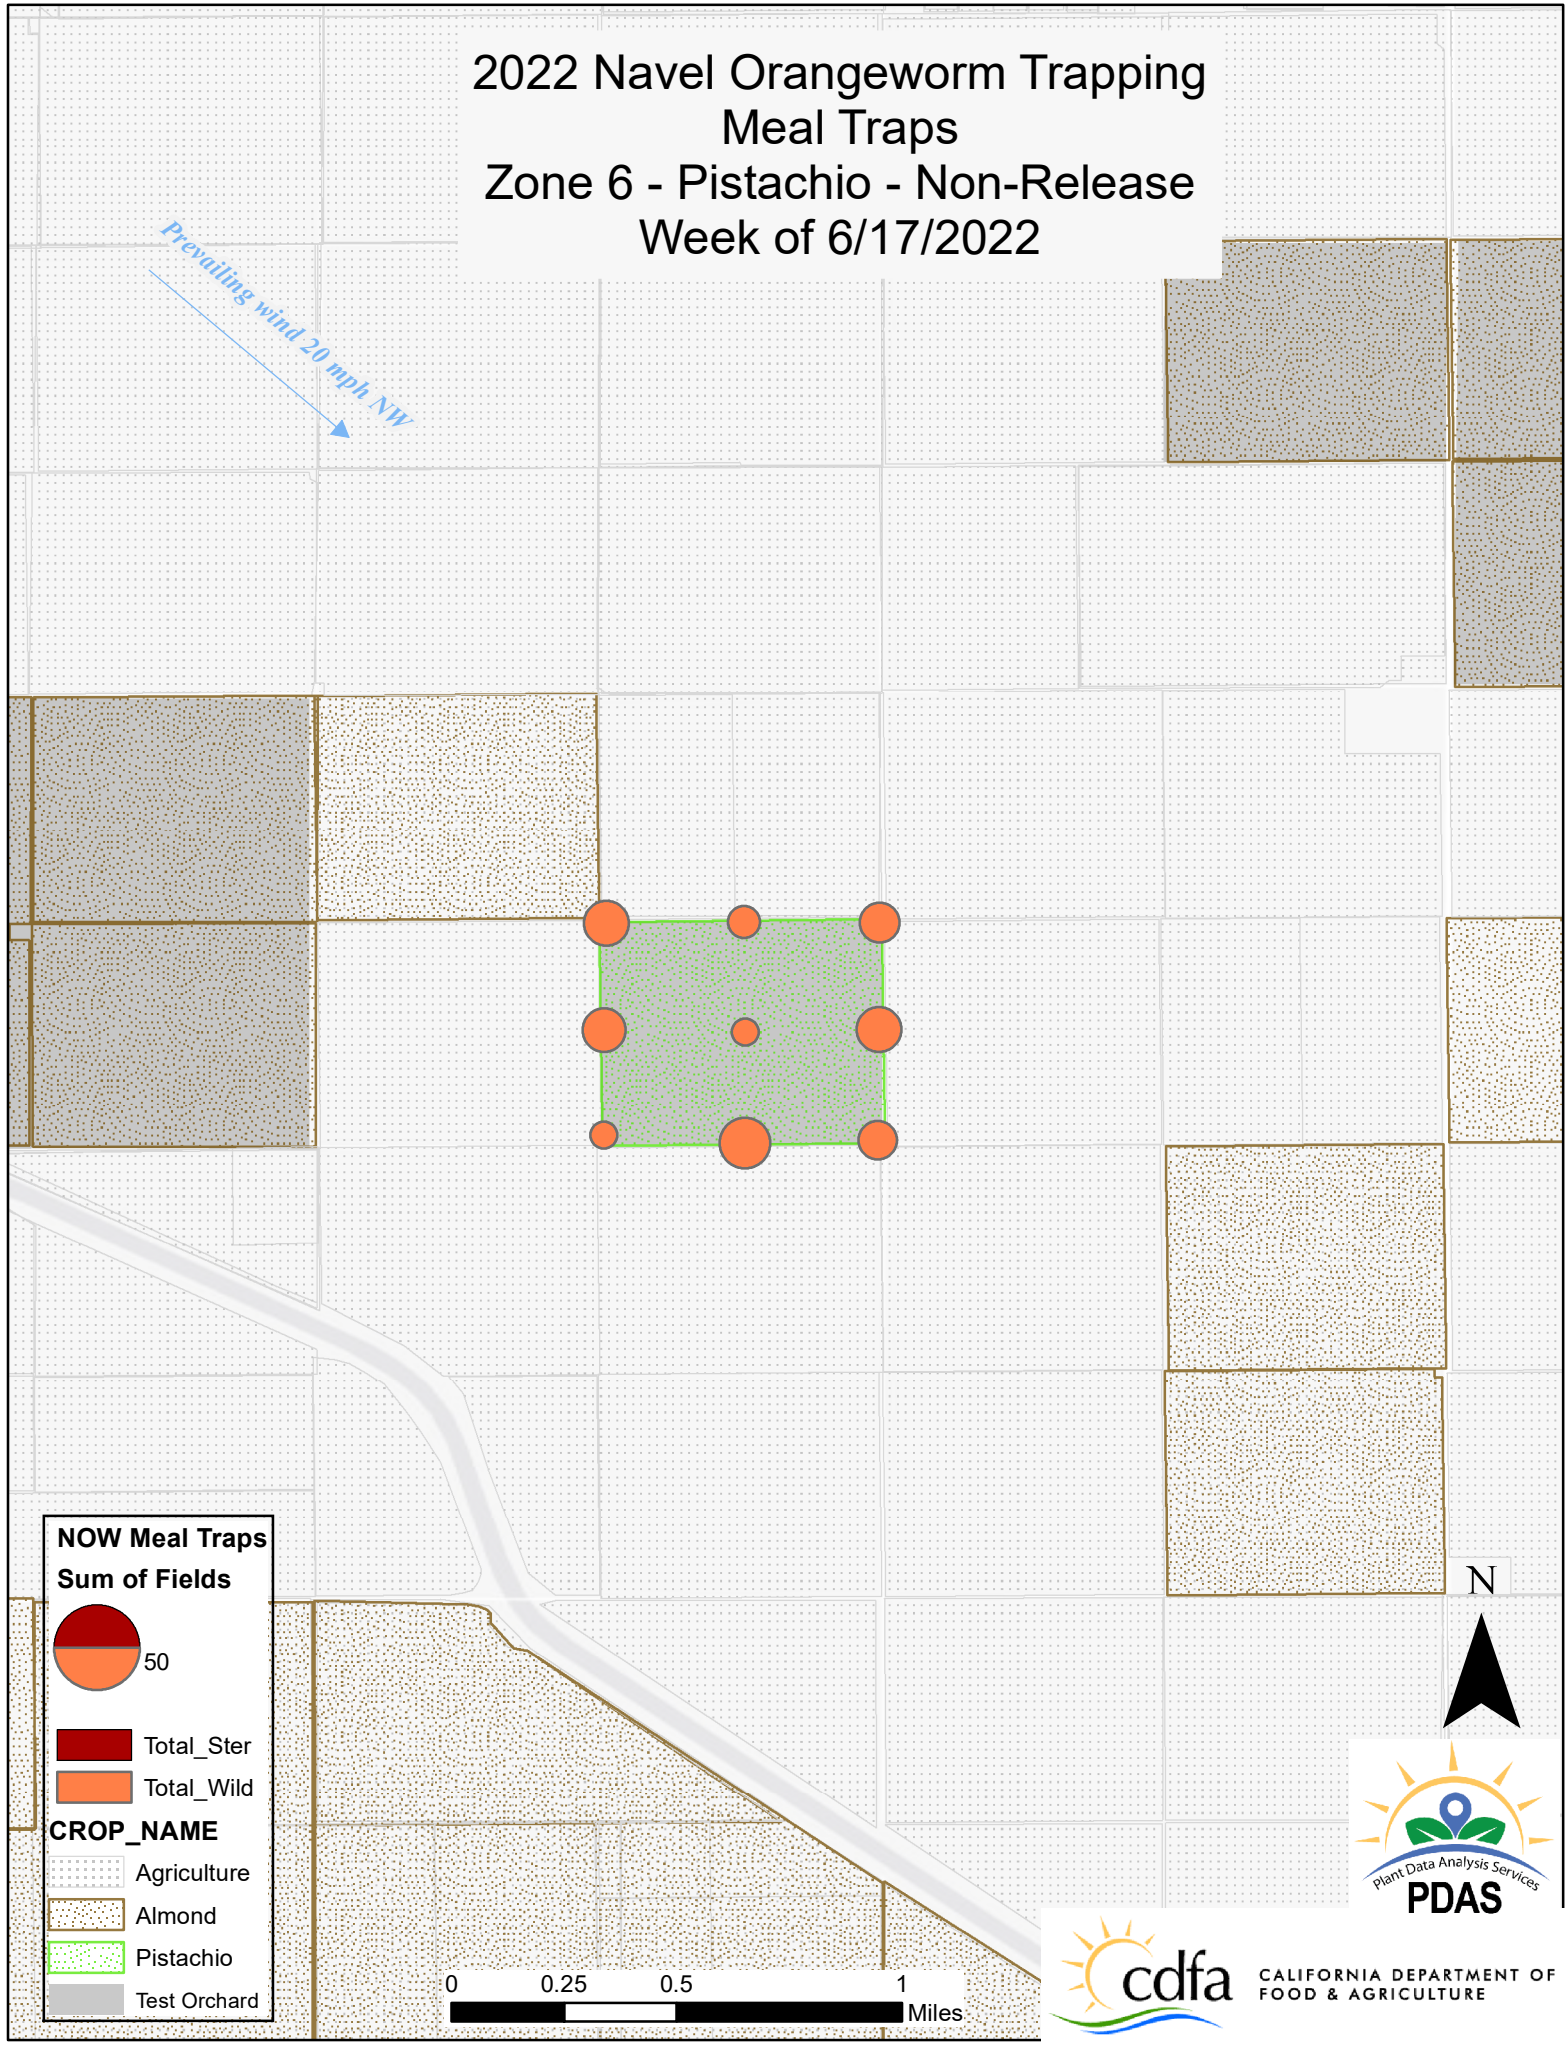 2022 Navel Orangeworm Trapping
Meal Traps
Zone 6 - Pistachio - Non-Release
Week of 6/17/2022
Prevailing wind 20 mph NW
NOW Meal Traps
Sum of Fields
50
Total_Ster
Total_Wild
CROP_NAME
Agriculture
Almond
Pistachio
Test Orchard
0 0.25 0.5 1
Miles
N
Plant Data Analysis Services
PDAS
cdfa
CALIFORNIA DEPARTMENT OF
FOOD & AGRICULTURE